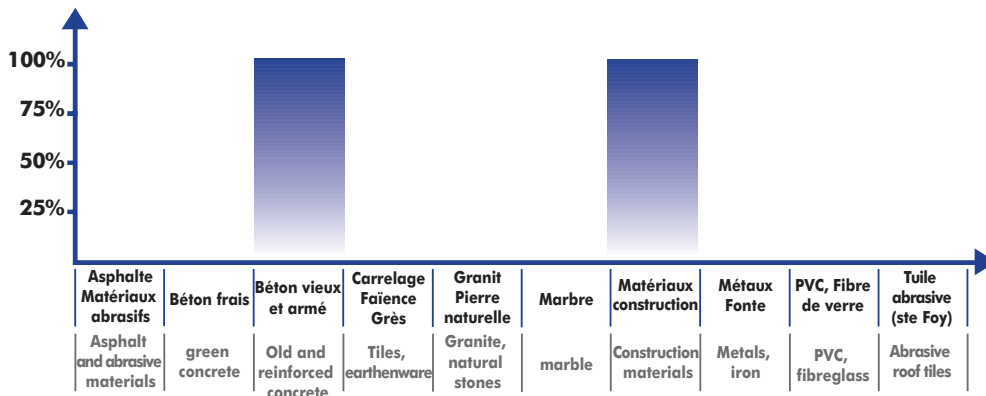 100%
75%
50%
25%
Asphalte
Matériaux
abrasifs
Béton frais
Béton vieux
et armé
Carrelage
Faïence
Grès
Granit
Pierre
naturelle
Marbre
Matériaux
construction
Métaux
Fonte
PVC, Fibre
de verre
Tuile
abrasive
(ste Foy)
Asphalt
and abrasive
materials
green
concrete
Old and
reinforced
concrete
Tiles,
earthenware
Granite,
natural
stones
marble
Construction
materials
Metals,
iron
PVC,
fibreglass
Abrasive
roof tiles